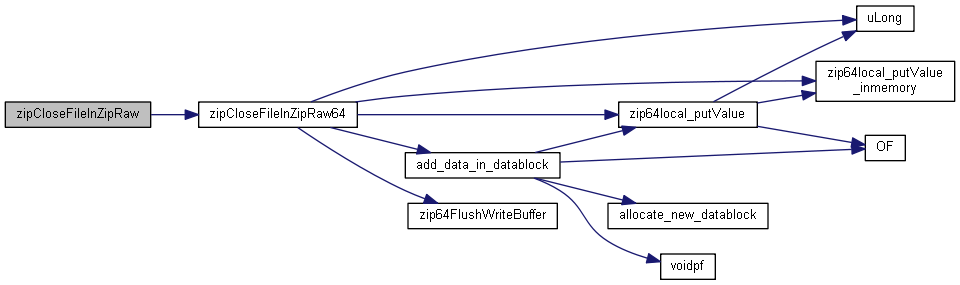 zipCloseFileInZipRaw
zipCloseFileInZipRaw64
add_data_in_datablock
zip64FlushWriteBuffer
zip64local_putValue
allocate_new_datablock
voidpf
uLong
zip64local_putValue
_inmemory
OF